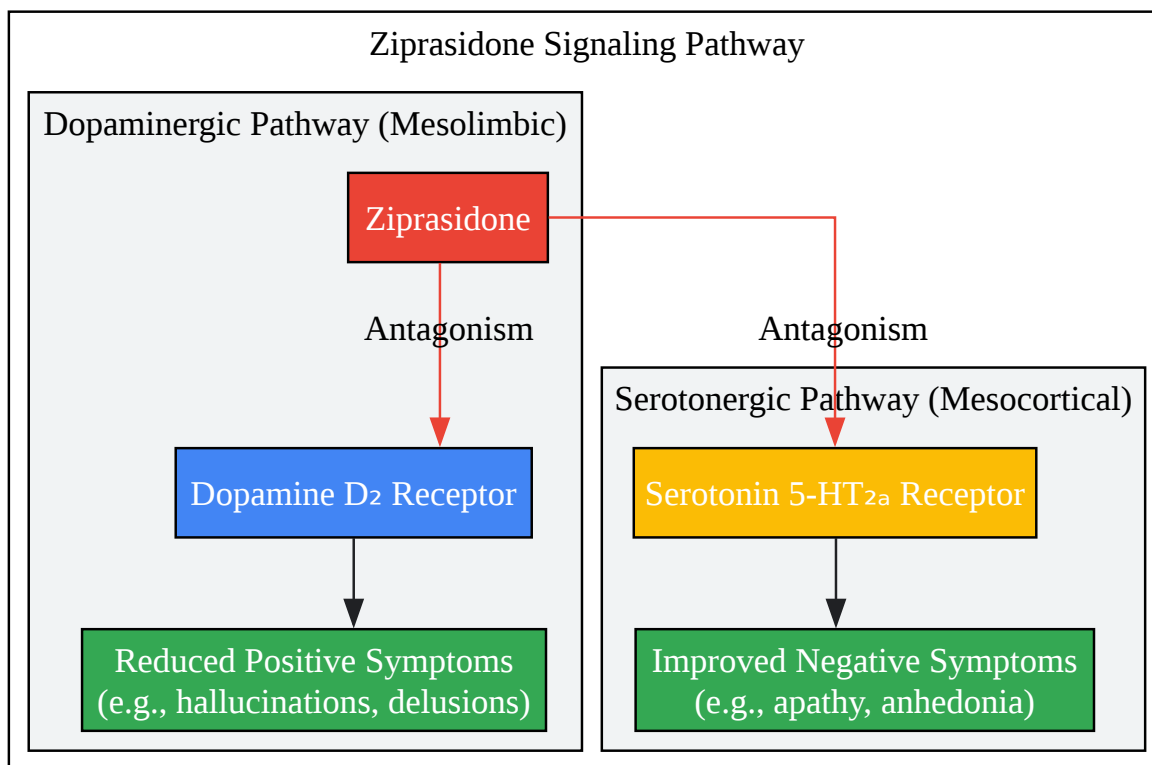 Ziprasidone Signaling Pathway
Dopaminergic Pathway (Mesolimbic)
Ziprasidone
Antagonism
Antagonism
Serotonergic Pathway (Mesocortical)
Dopamine D₂ Receptor
Serotonin 5-HT₂ₐ Receptor
Reduced Positive Symptoms
(e.g., hallucinations, delusions)
Improved Negative Symptoms
(e.g., apathy, anhedonia)